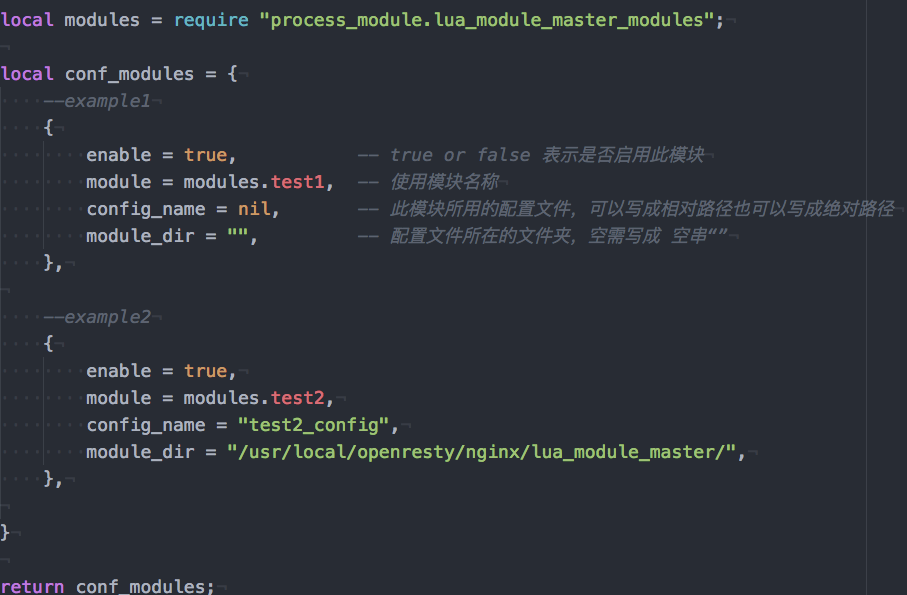 local modules = require "process_module.lua_module_master_modules";
local conf_modules = {
--example1
{
enable = true, -- true or false 表示是否启用此模块
module = modules.test1, -- 使用模块名称
config_name = nil, -- 此模块所用的配置文件，可以写成相对路径也可以写成绝对路径
module_dir = "", -- 配置文件所在的文件夹，空需写成 空串“”
},
--example2
{
enable = true,
module = modules.test2,
config_name = "test2_config",
module_dir = "/usr/local/openresty/nginx/lua_module_master/",
},
}
return conf_modules;